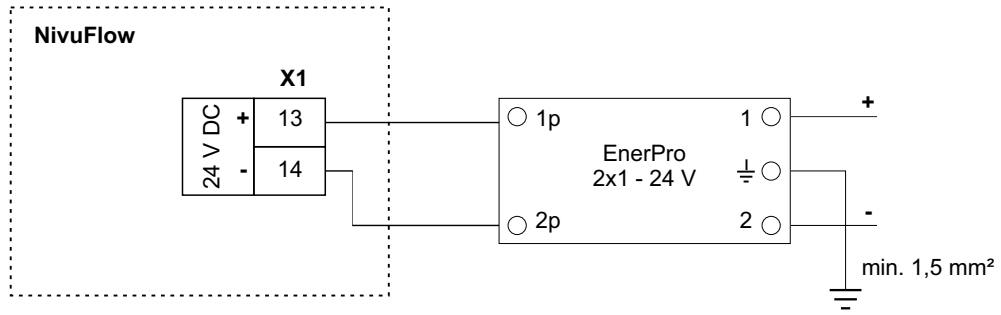 NivuFlow
X1
24 V DC
+ 13
- 14
1p
2p
EnerPro
2x1 - 24 V
1
2
+
-
min. 1,5 mm²